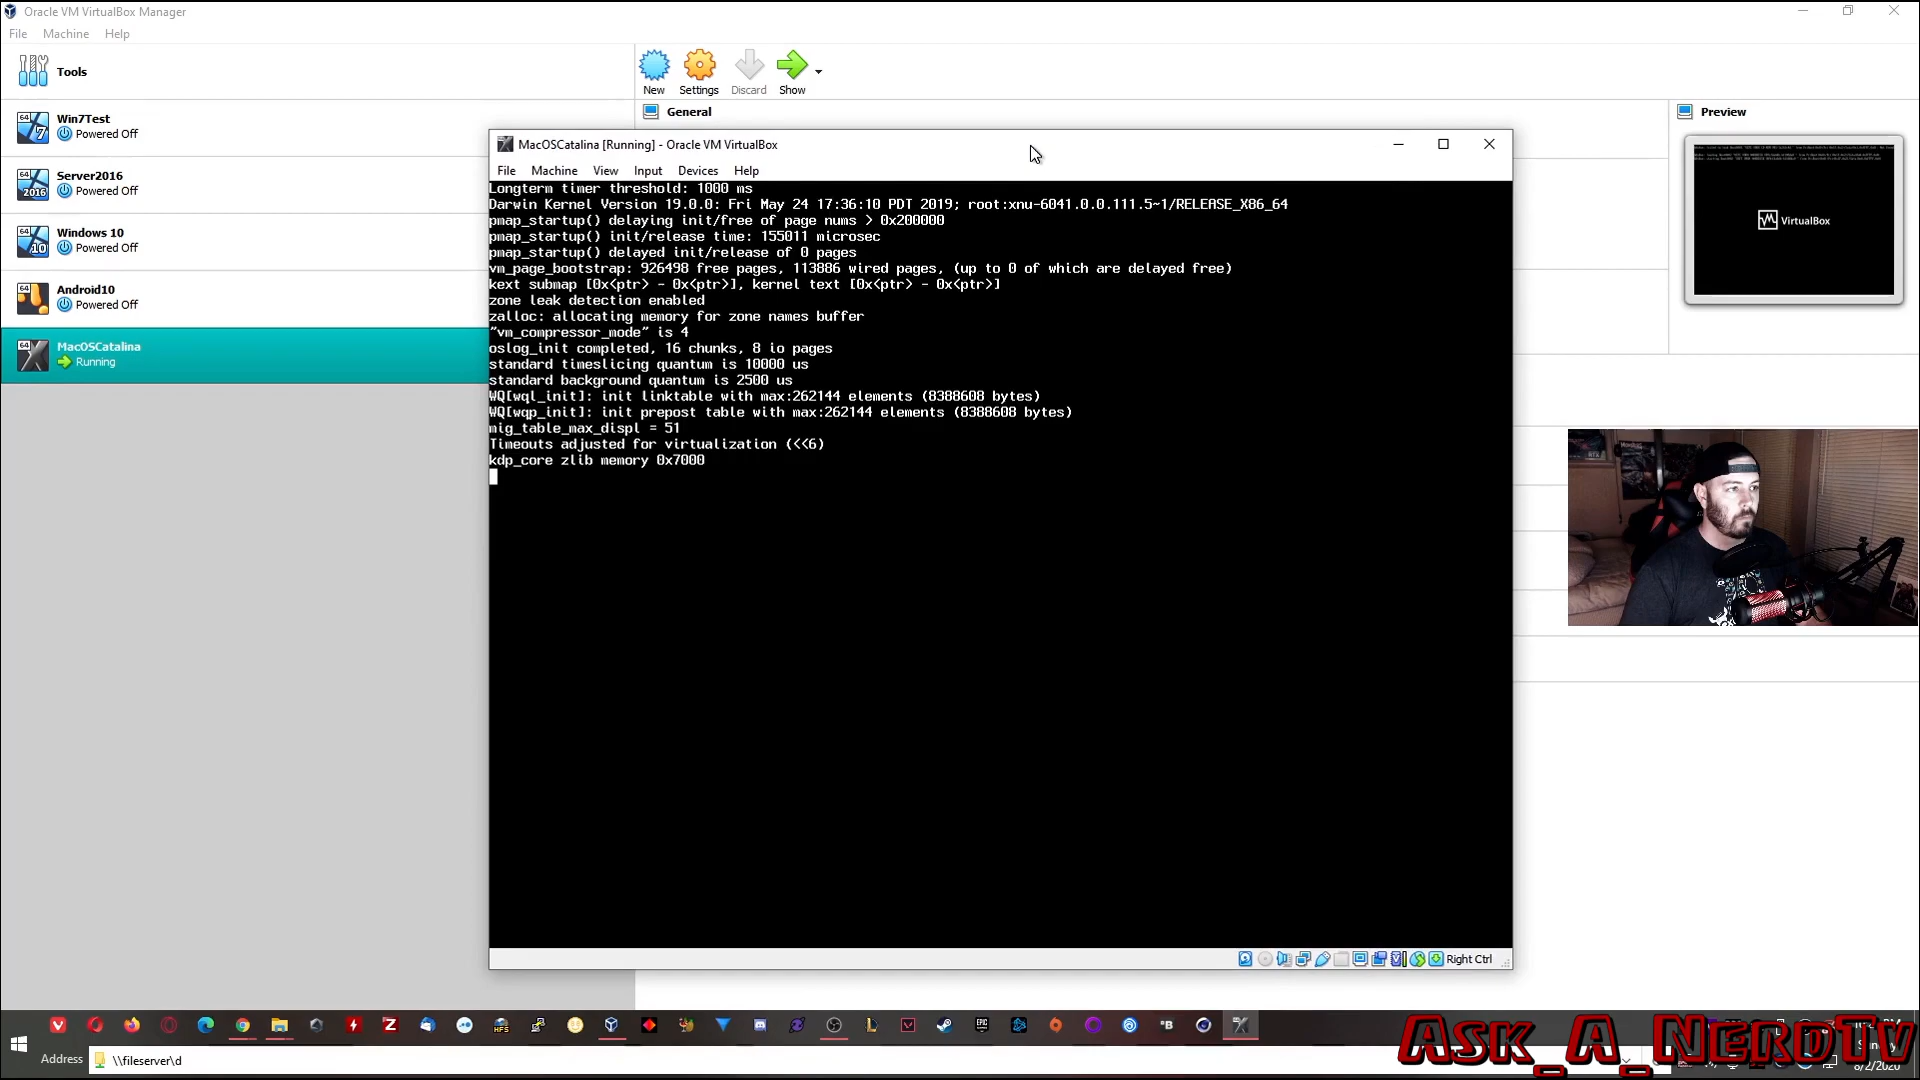 Oracle VM VirtualBox Manager
File Machine Help
Tools
New Settings Discard Show
General
Preview
Win7Test
Powered Off
Server2016
Powered Off
Windows 10
Powered Off
Android10
Powered Off
MacOSCatalina
Running
VirtualBox
MacOSCatalina [Running] - Oracle VM VirtualBox
File Machine View Input Devices Help
Longterm timer threshold: 1000 ms
Darwin Kernel Version 19.0.0: Fri May 24 17:36:10 PDT 2019; root:xnu-6041.0.0.111.5~1/RELEASE_X86_64
pmap_startup() delaying init/free of page nums > 0x200000
pmap_startup() init/release time: 155011 microsec
pmap_startup() delayed init/release of 0 pages
vm_page_bootstrap: 926498 free pages, 113886 wired pages, (up to 0 of which are delayed free)
kext submap [0x<ptr> - 0x<ptr>], kernel text [0x<ptr> - 0x<ptr>]
zone leak detection enabled
zalloc: allocating memory for zone names buffer
"vm_compressor_mode" is 4
oslog_init completed, 16 chunks, 8 io pages
standard timeslicing quantum is 10000 us
standard background quantum is 2500 us
WQ[wql_init]: init linktable with max:262144 elements (8388608 bytes)
WQ[wqp_init]: init prepost table with max:262144 elements (8388608 bytes)
mig_table_max_displ = 51
Timeouts adjusted for virtualization (<<6)
kdp_core zlib memory 0x7000
Right Ctrl
Address \\fileserver\d
Ask_A_NerdTv
8/2/2020